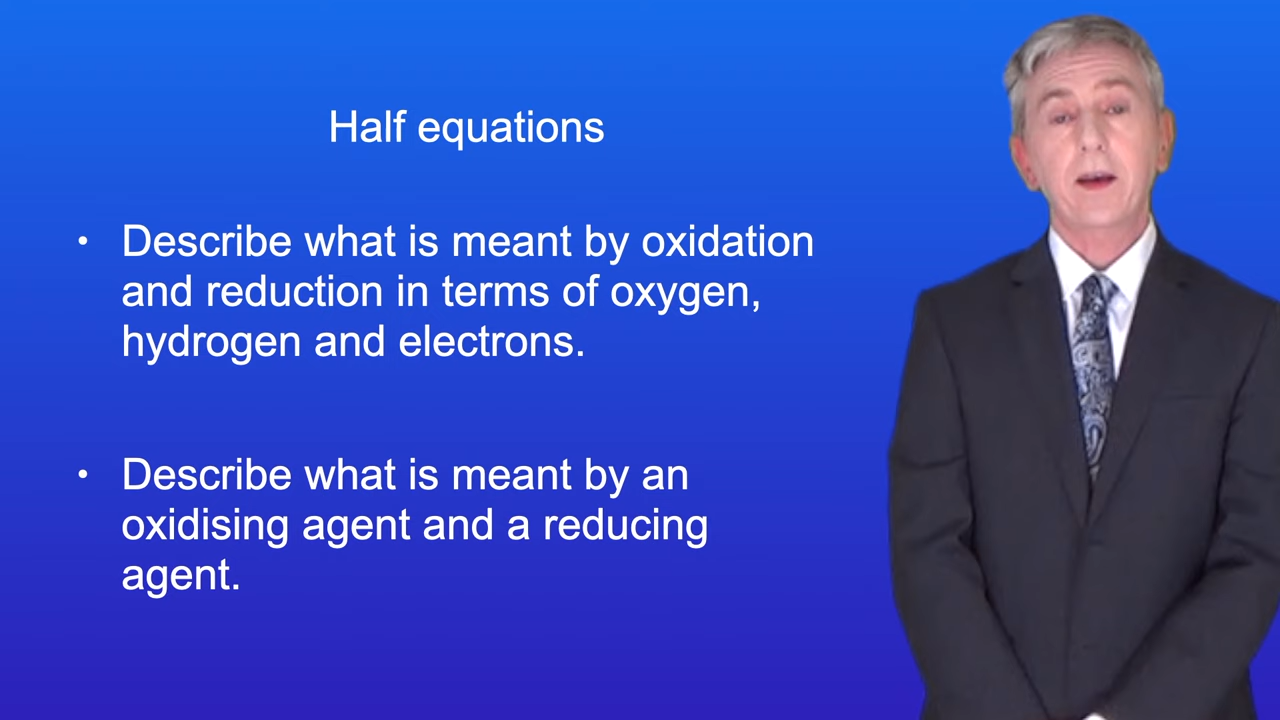 Half equations
• Describe what is meant by oxidation
and reduction in terms of oxygen,
hydrogen and electrons.
• Describe what is meant by an
oxidising agent and a reducing
agent.